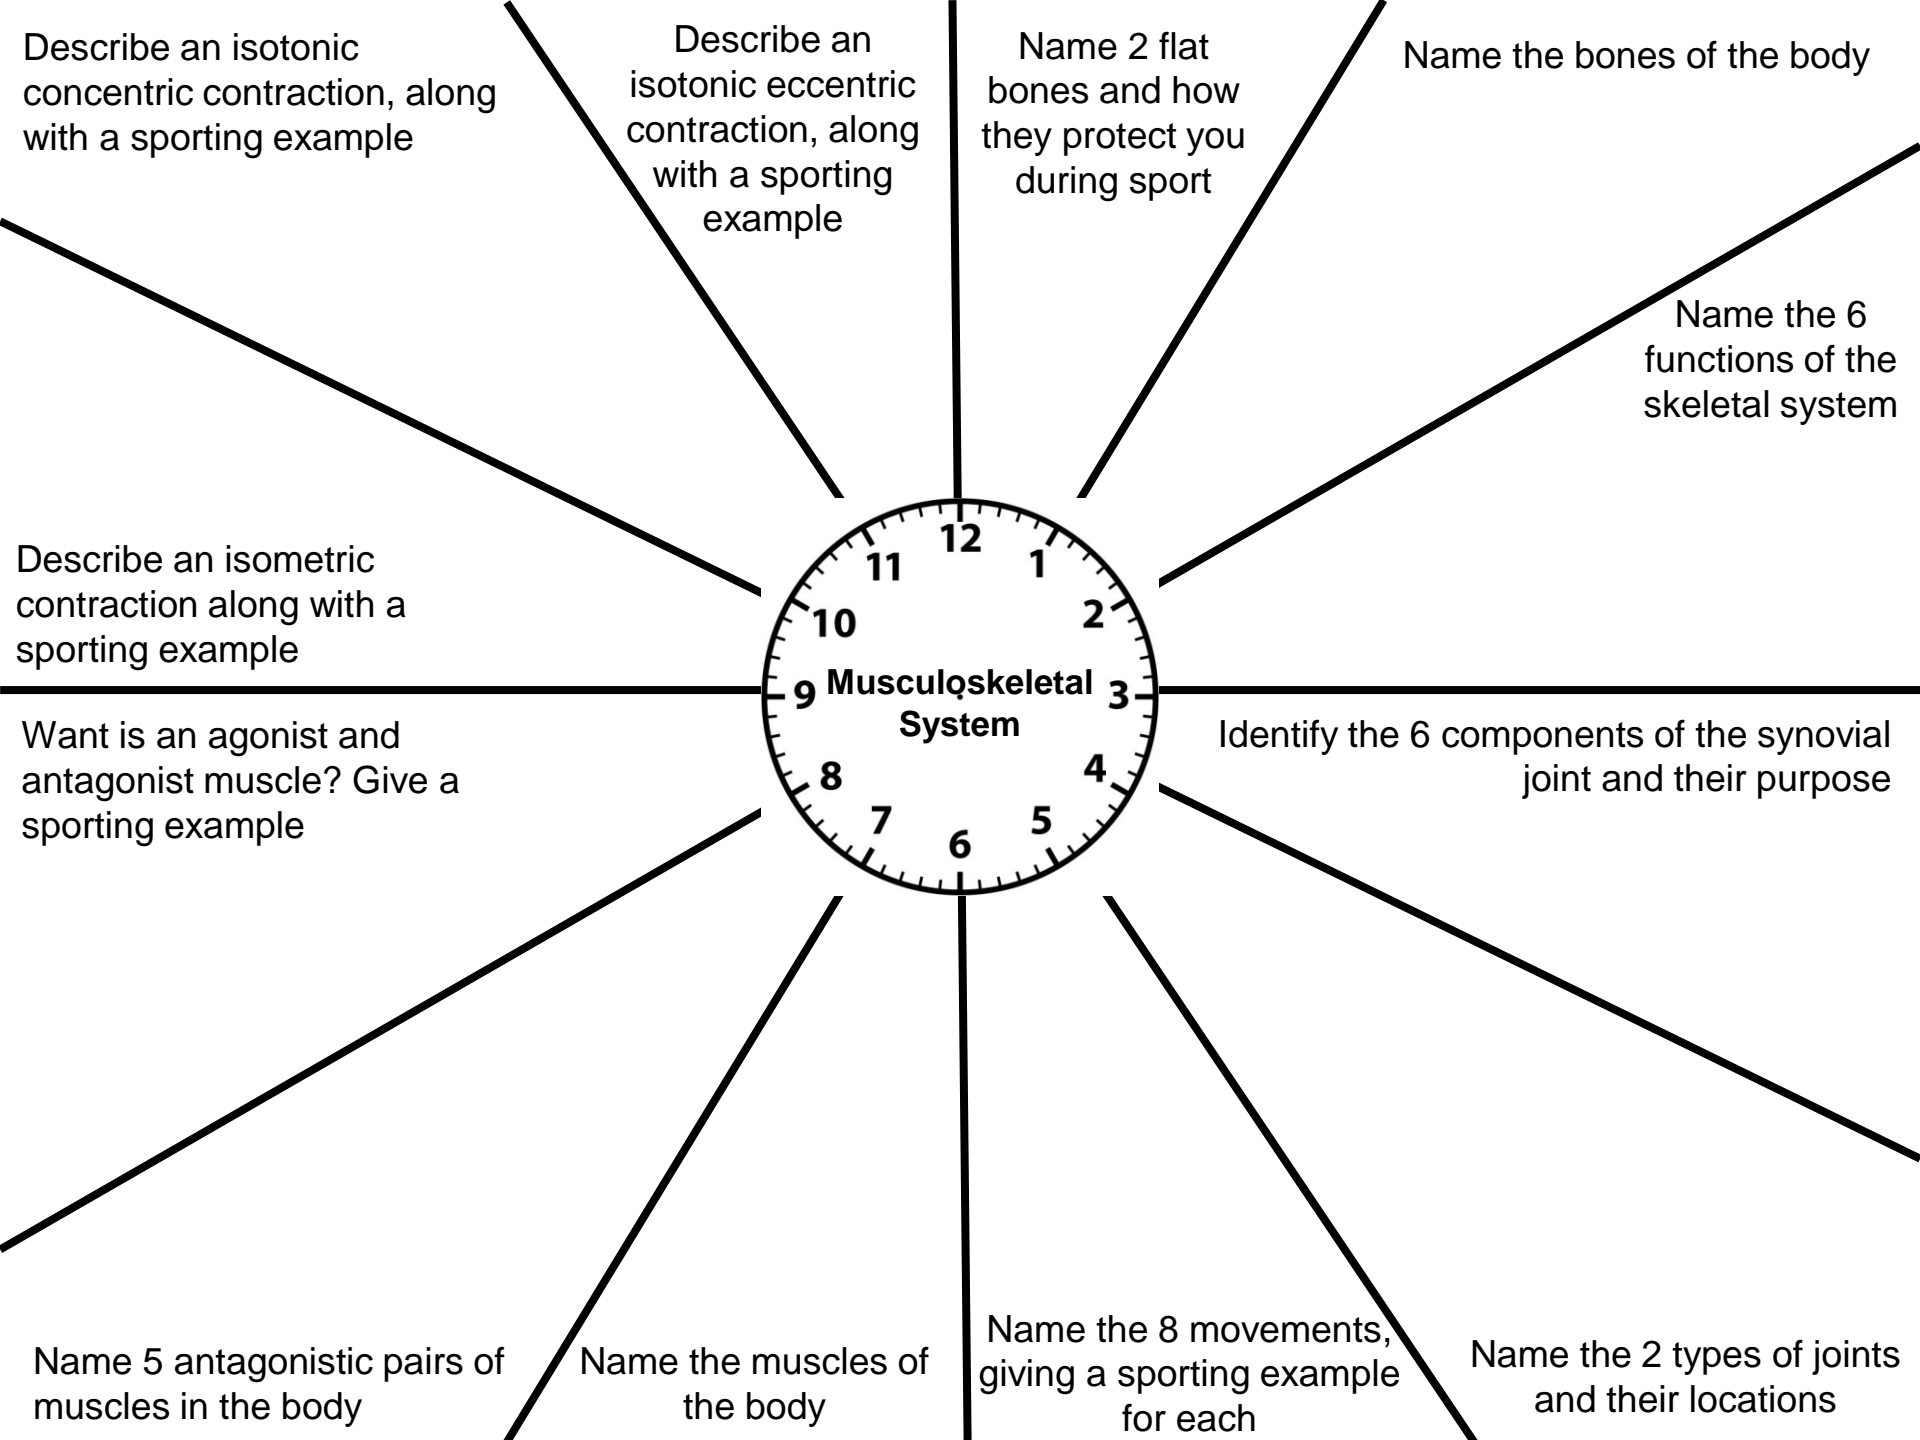 Describe an isotonic
concentric contraction, along
with a sporting example
Describe an
isotonic eccentric
contraction, along
with a sporting
example
Name 2 flat
bones and how
they protect you
during sport
Name the bones of the body
Name the 6
functions of the
skeletal system
Describe an isometric
contraction along with a
sporting example
12
11
1
10
2
9
Musculoskeletal
System
3
8
4
7
5
6
Want is an agonist and
antagonist muscle? Give a
sporting example
Identify the 6 components of the synovial
joint and their purpose
Name 5 antagonistic pairs of
muscles in the body
Name the muscles of
the body
Name the 8 movements,
giving a sporting example
for each
Name the 2 types of joints
and their locations